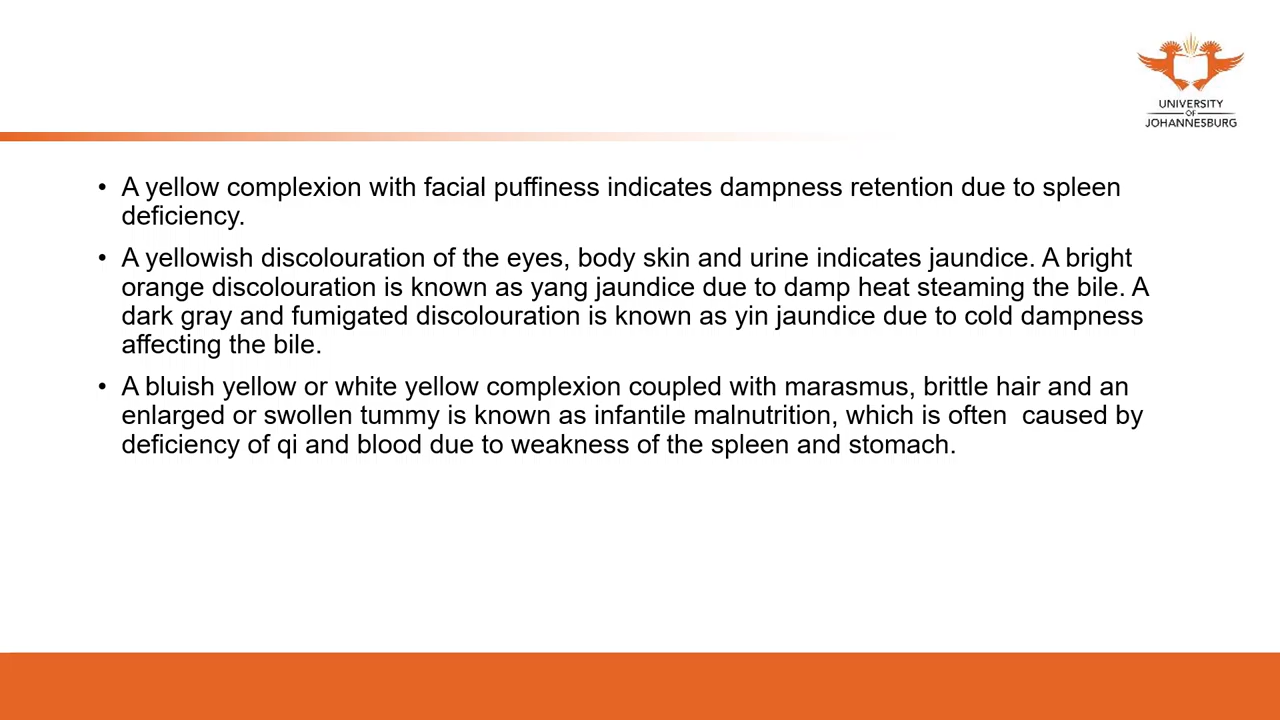 UNIVERSITY
OF
JOHANNESBURG
• A yellow complexion with facial puffiness indicates dampness retention due to spleen
deficiency.
• A yellowish discolouration of the eyes, body skin and urine indicates jaundice. A bright
orange discolouration is known as yang jaundice due to damp heat steaming the bile. A
dark gray and fumigated discolouration is known as yin jaundice due to cold dampness
affecting the bile.
• A bluish yellow or white yellow complexion coupled with marasmus, brittle hair and an
enlarged or swollen tummy is known as infantile malnutrition, which is often  caused by
deficiency of qi and blood due to weakness of the spleen and stomach.